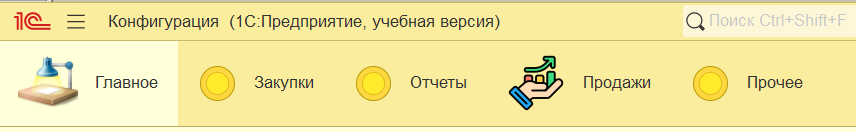 1С Конфигурация (1С:Предприятие, учебная версия) Поиск Ctrl+Shift+F
Главное Закупки Отчеты Продажи Прочее